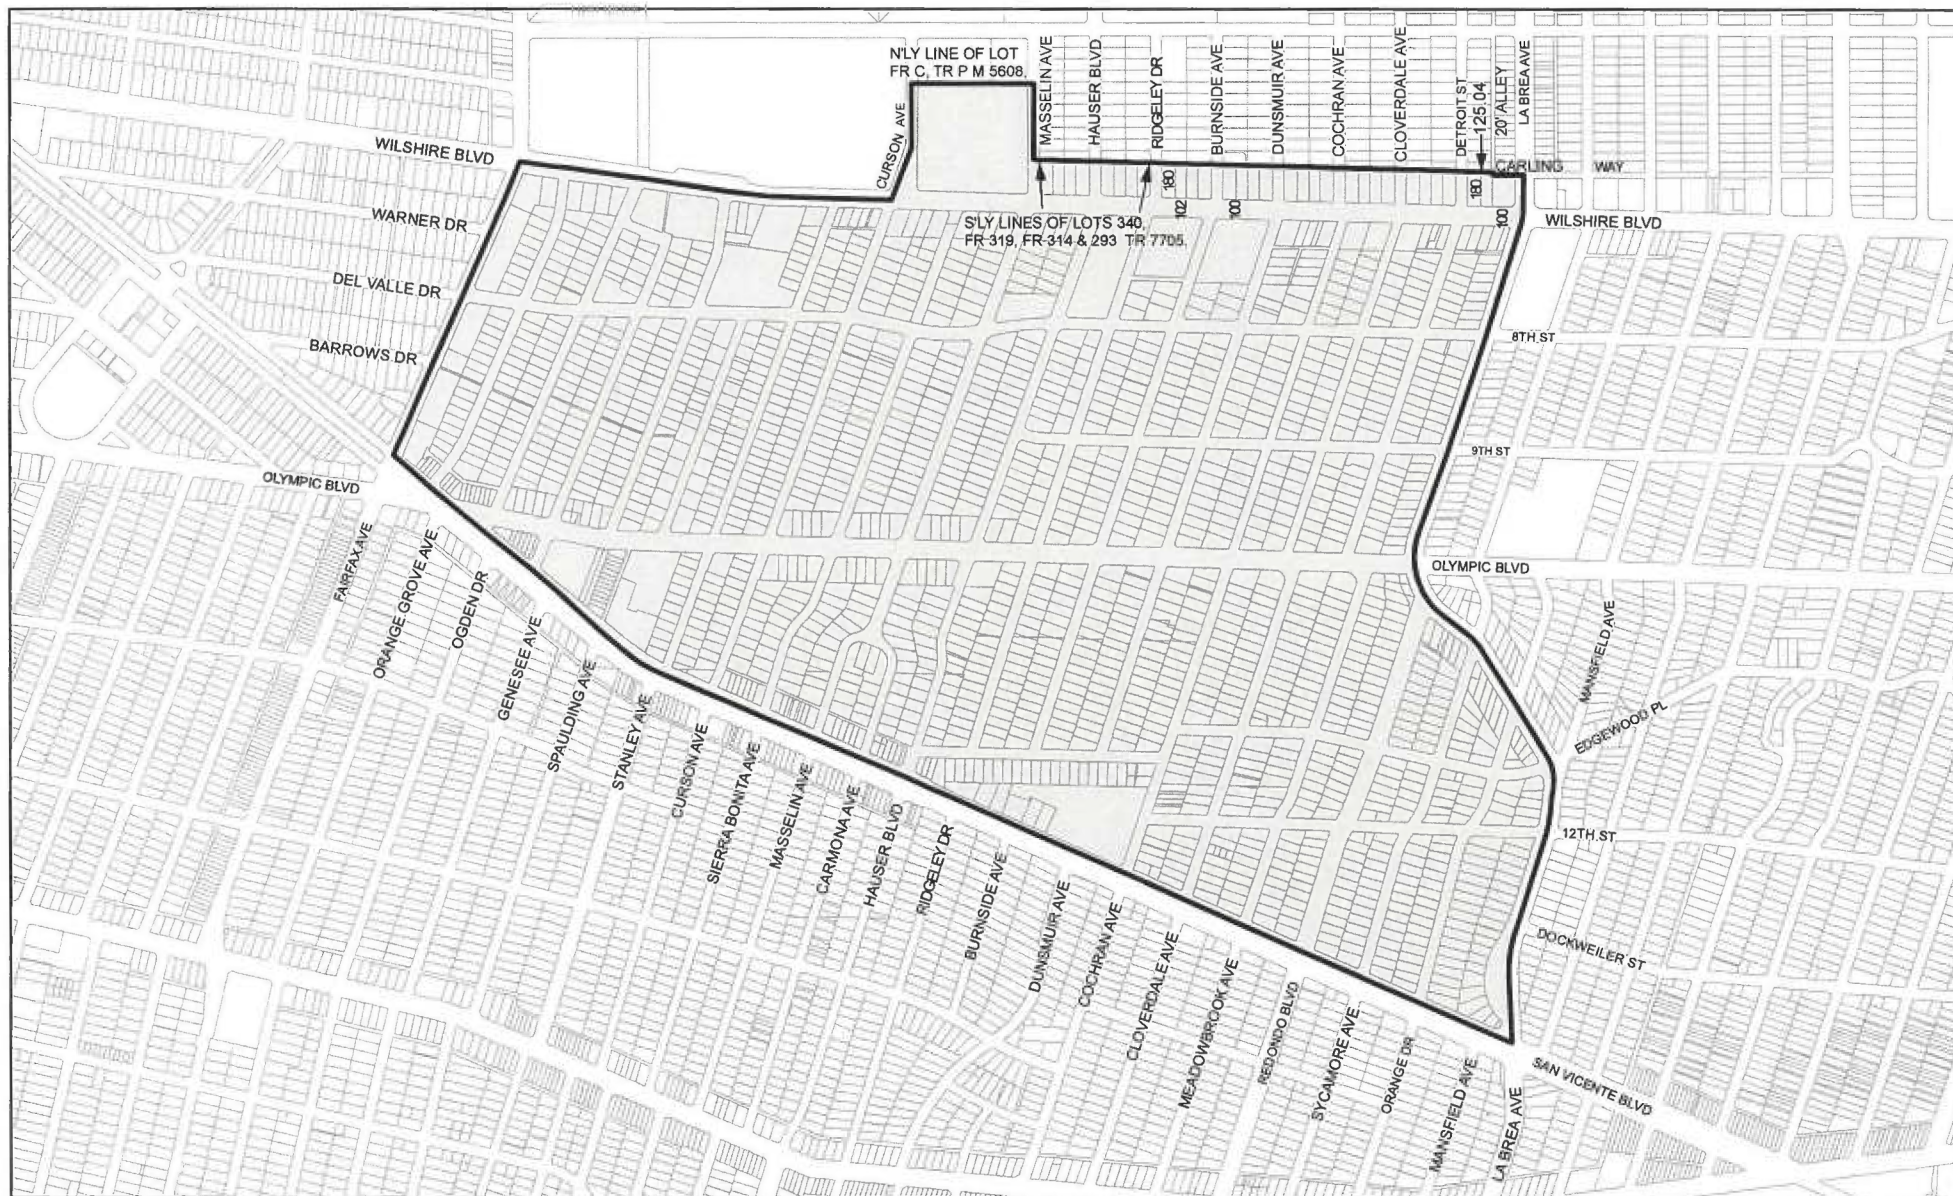 N'LY LINE OF LOT
FR C, TR P M 5608,
MASSELIN AVE
HAUSER BLVD
RIDGELEY DR
BURNSIDE AVE
DUNSMUIR AVE
COCHRAN AVE
CLOVERDALE AVE
DETROIT ST
125.04
20' ALLEY
LA BREA AVE
CURSON AVE
WILSHIRE BLVD
CARLING WAY
180
102
100
180
100
S'LY LINES OF LOTS 340,
FR 319, FR 314 & 293 TR 7705.
WILSHIRE BLVD
WARNER DR
DEL VALLE DR
BARROWS DR
8TH ST
9TH ST
OLYMPIC BLVD
OLYMPIC BLVD
FAIRFAX AVE
ORANGE GROVE AVE
OGDEN DR
GENESEE AVE
SPAULDING AVE
STANLEY AVE
CURSON AVE
SIERRA BONITA AVE
MASSELIN AVE
CARMONA AVE
HAUSER BLVD
RIDGELEY DR
BURNSIDE AVE
DUNSMUIR AVE
COCHRAN AVE
CLOVERDALE AVE
MEADOWBROOK AVE
REDONDO BLVD
SYCAMORE AVE
ORANGE DR
MANSFIELD AVE
LA BREA AVE
MANSFIELD AVE
EDGEWOOD PL
12TH ST
DOCKWEILER ST
SAN VICENTE BLVD